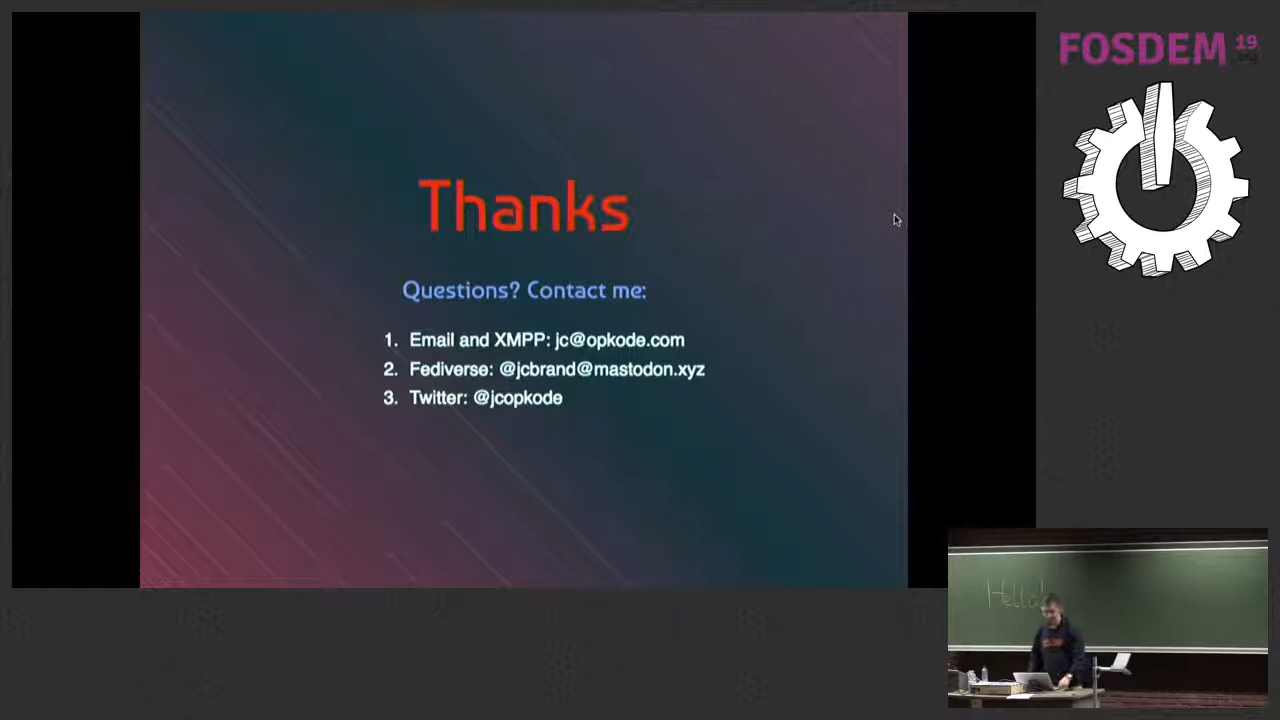 FOSDEM 19
Thanks
Questions? Contact me:
1. Email and XMPP: jc@opkode.com
2. Fediverse: @jcbrand@mastodon.xyz
3. Twitter: @jcopkode
Hello